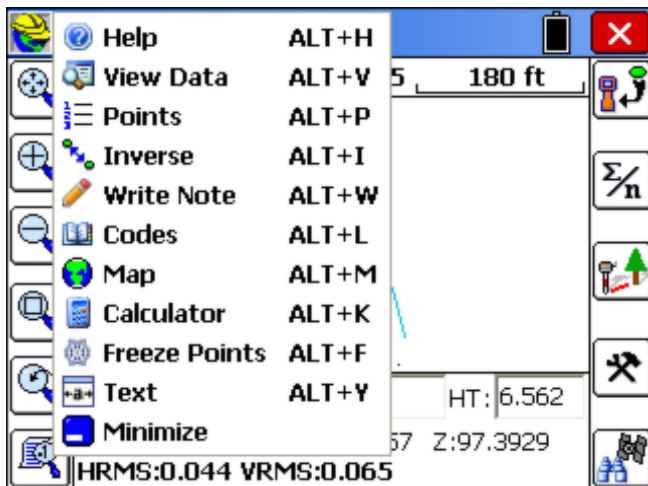 Help ALT+H
View Data ALT+V
5 180 ft
Points ALT+P
Inverse ALT+I
Write Note ALT+W
Σ/n
Codes ALT+L
Map ALT+M
Calculator ALT+K
Freeze Points ALT+F
Text ALT+Y
HT: 6.562
Minimize
57 Z:97.3929
HRMS:0.044 VRMS:0.065